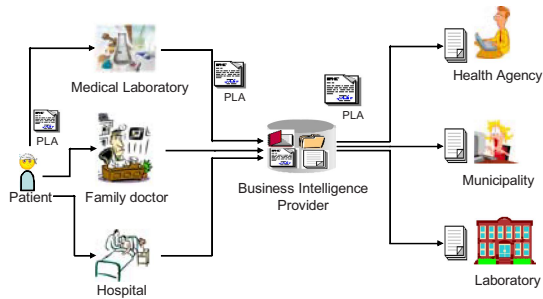 Medical Laboratory
PLA
PLA
PLA
Health Agency
Patient
Family doctor
Business Intelligence
Provider
Municipality
Hospital
Laboratory